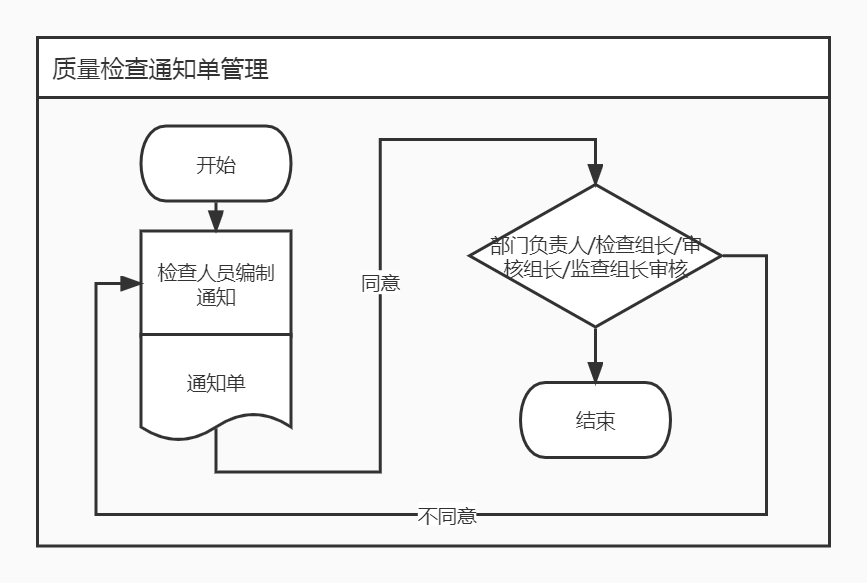 质量检查通知单管理
开始
检查人员编制
通知
通知单
同意
部门负责人/检查组长/审
核组长/监查组长审核
结束
不同意